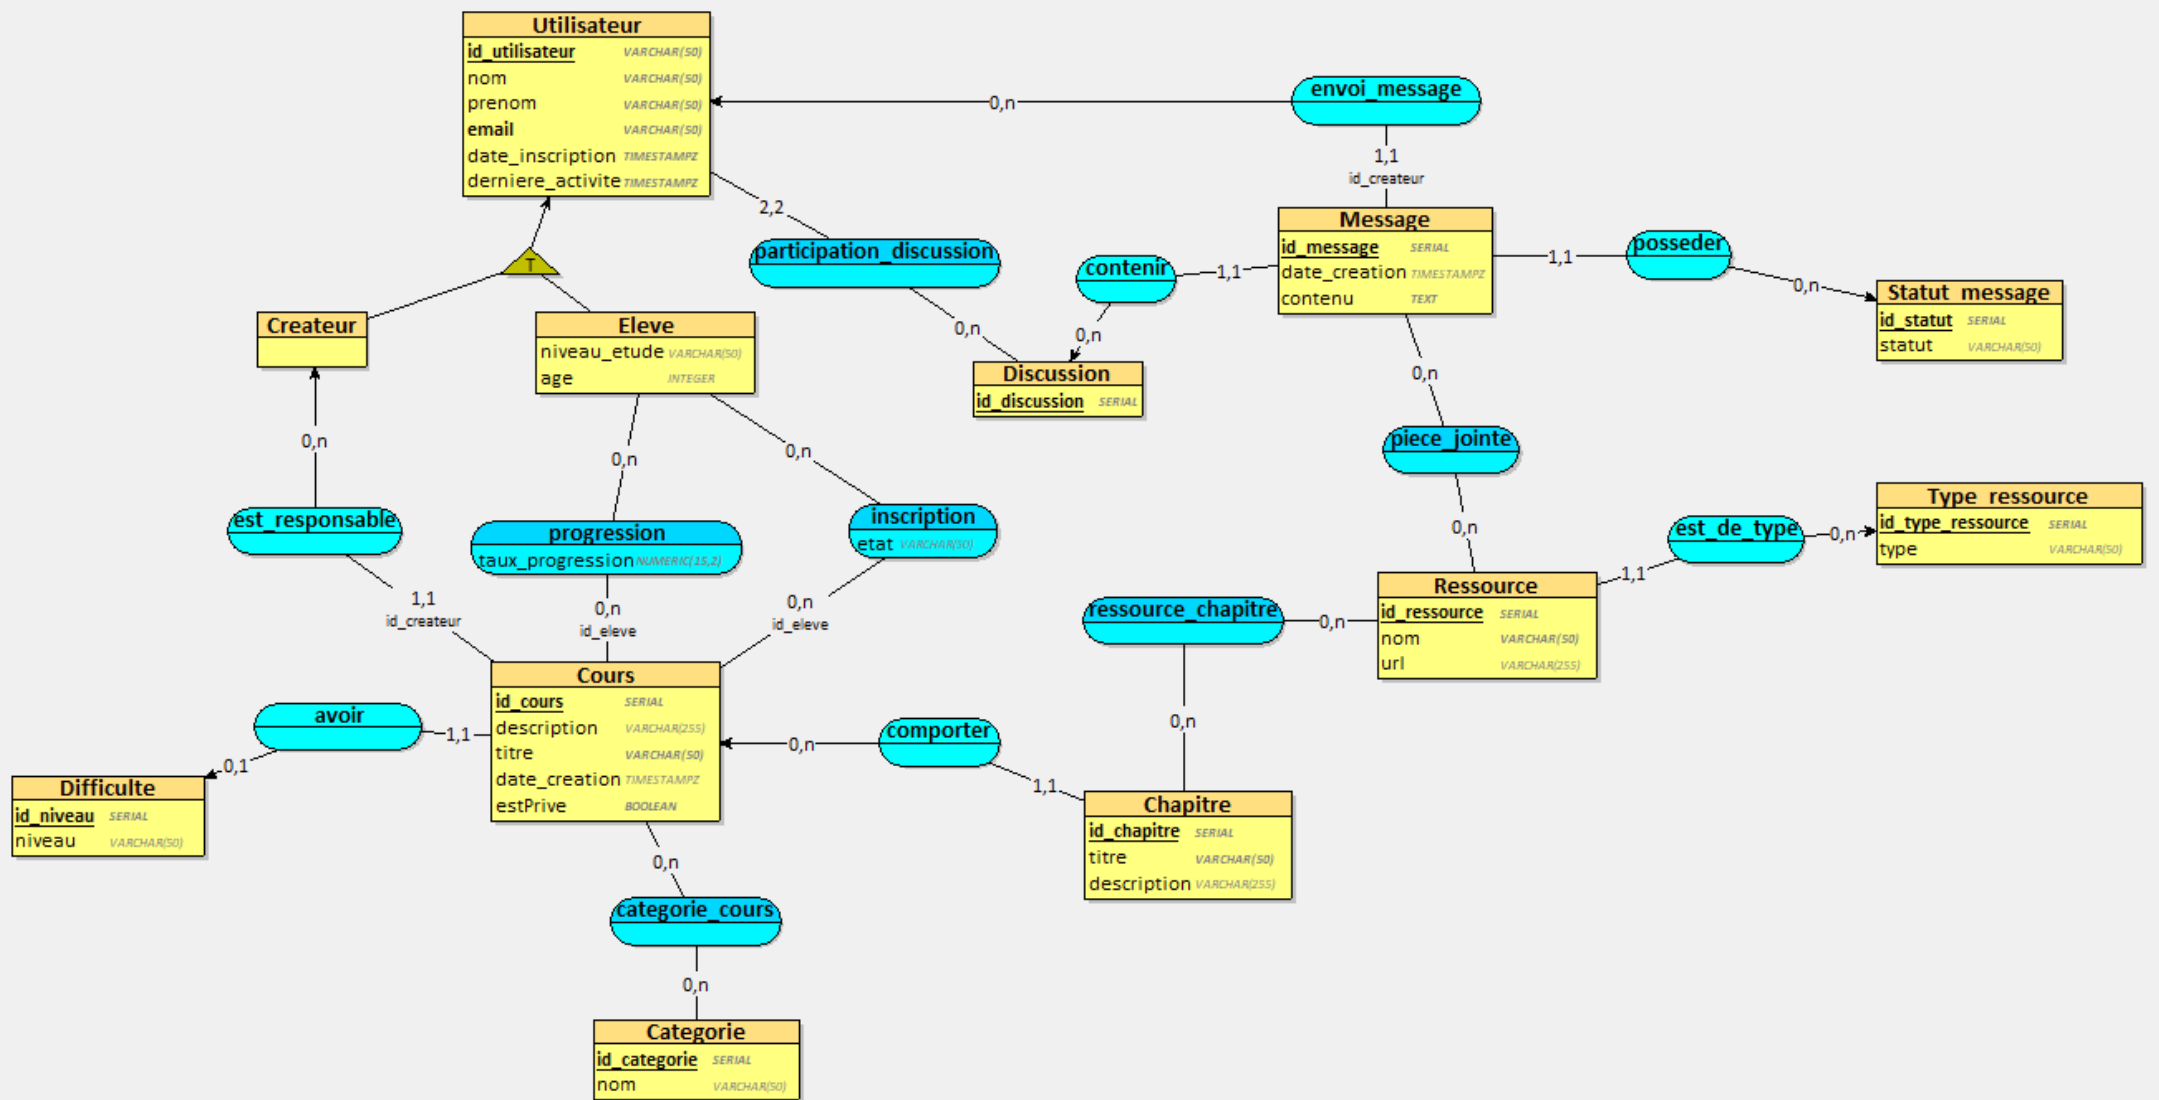 Utilisateur
id_utilisateur VARCHAR(50)
nom VARCHAR(50)
prenom VARCHAR(50)
email VARCHAR(50)
date_inscription TIMESTAMPZ
derniere_activite TIMESTAMPZ
0,n
envoi_message
1,1
id_createur
2,2
participation_discussion
0,n
T
Createur
Eleve
niveau_etude VARCHAR(50)
age INTEGER
Message
id_message SERIAL
date_creation TIMESTAMPZ
contenu TEXT
contenir
1,1
0,n
Discussion
id_discussion SERIAL
1,1
posseder
0,n
Statut_message
id_statut SERIAL
statut VARCHAR(50)
0,n
piece_jointe
0,n
0,n
est_responsable
1,1
id_createur
0,n
progression
taux_progression NUMERIC(15,2)
0,n
id_eleve
0,n
inscription
etat VARCHAR(50)
0,n
id_eleve
Type_ressource
id_type_ressource SERIAL
type VARCHAR(50)
est_de_type
0,n
1,1
Ressource
id_ressource SERIAL
nom VARCHAR(50)
url VARCHAR(255)
ressource_chapitre
0,n
0,n
Cours
id_cours SERIAL
description VARCHAR(255)
titre VARCHAR(50)
date_creation TIMESTAMPZ
estPrive BOOLEAN
avoir
1,1
0,1
Difficulte
id_niveau SERIAL
niveau VARCHAR(50)
0,n
comporter
1,1
Chapitre
id_chapitre SERIAL
titre VARCHAR(50)
description VARCHAR(255)
0,n
categorie_cours
0,n
Categorie
id_categorie SERIAL
nom VARCHAR(50)